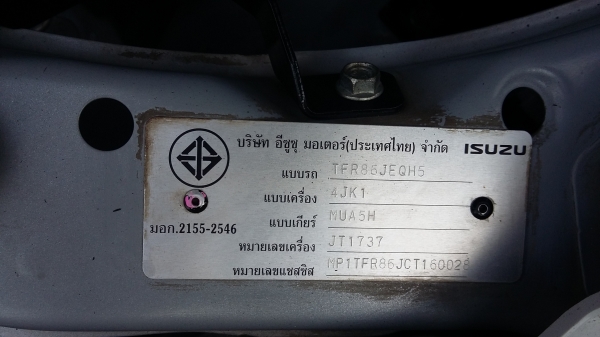 บริษัท อีซูซุ มอเตอร์(ประเทศไทย) จำกัด ISUZU
แบบรถ TFR86JEQH5
แบบเครื่อง 4JK1
แบบเกียร์ MUA5H
มอก.2155-2546
หมายเลขเครื่อง JT1737
หมายเลขแชสซิส MP1TFR86JCT160028